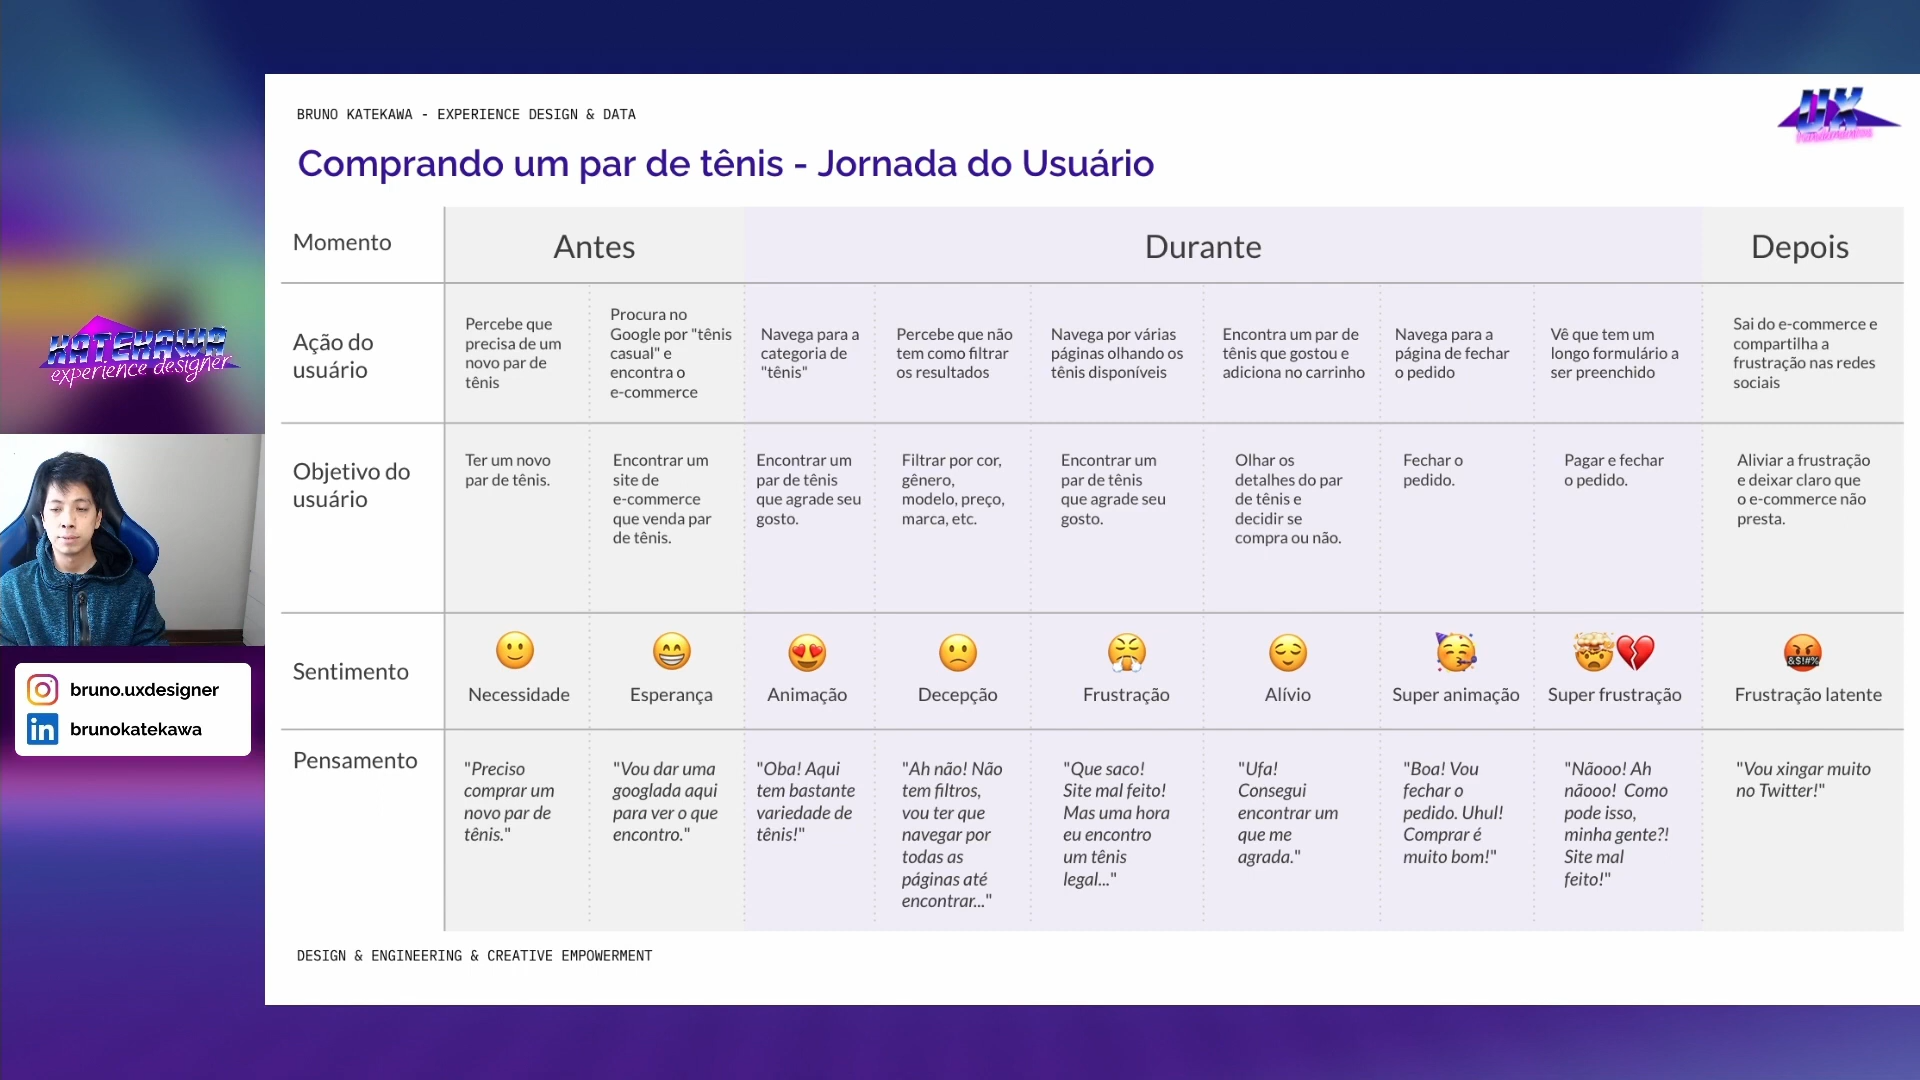 BRUNO KATEKAWA - EXPERIENCE DESIGN & DATA
UX
Comprando um par de tênis - Jornada do Usuário
Momento
Antes
Durante
Depois
Ação do
usuário
Percebe que
precisa de um
novo par de
tênis
Procura no
Google por "tênis
casual" e
encontra o
e-commerce
Navega para a
categoria de
"tênis"
Percebe que não
tem como filtrar
os resultados
Navega por várias
páginas olhando os
tênis disponíveis
Encontra um par de
tênis que gostou e
adiciona no carrinho
Navega para a
página de fechar
o pedido
Vê que tem um
longo formulário a
ser preenchido
Sai do e-commerce e
compartilha a
frustração nas redes
sociais
Objetivo do
usuário
Ter um novo
par de tênis.
Encontrar um
site de
e-commerce
que venda par
de tênis.
Encontrar um
par de tênis
que agrade seu
gosto.
Filtrar por cor,
gênero,
modelo, preço,
marca, etc.
Encontrar um
par de tênis
que agrade seu
gosto.
Olhar os
detalhes do par
de tênis e
decidir se
compra ou não.
Fechar o
pedido.
Pagar e fechar
o pedido.
Aliviar a frustração
e deixar claro que
o e-commerce não
presta.
Sentimento
Necessidade
Esperança
Animação
Decepção
Frustração
Alívio
Super animação
Super frustração
&$!#%
Frustração latente
Pensamento
"Preciso
comprar um
novo par de
tênis."
"Vou dar uma
googlada aqui
para ver o que
encontro."
"Oba! Aqui
tem bastante
variedade de
tênis!"
"Ah não! Não
tem filtros,
vou ter que
navegar por
todas as
páginas até
encontrar..."
"Que saco!
Site mal feito!
Mas uma hora
eu encontro
um tênis
legal..."
"Ufa!
Consegui
encontrar um
que me
agrada."
"Boa! Vou
fechar o
pedido. Uhul!
Comprar é
muito bom!"
"Nãooo! Ah
nãooo!  Como
pode isso,
minha gente?!
Site mal
feito!"
"Vou xingar muito
no Twitter!"
DESIGN & ENGINEERING & CREATIVE EMPOWERMENT
KATEKAWA
experience designer
bruno.uxdesigner
in
brunokatekawa